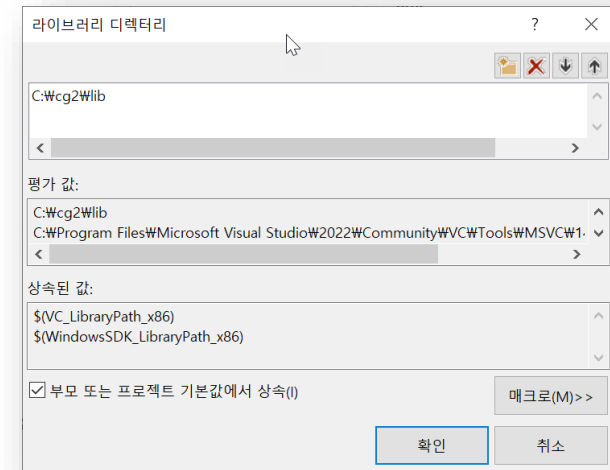 라이브러리 디렉터리
C:₩cg2₩lib
평가 값:
C:₩cg2₩lib
C:₩Program Files₩Microsoft Visual Studio₩2022₩Community₩VC₩Tools₩MSVC₩1
상속된 값:
$(VC_LibraryPath_x86)
$(WindowsSDK_LibraryPath_x86)
부모 또는 프로젝트 기본값에서 상속(I)
매크로(M)>>
확인
취소